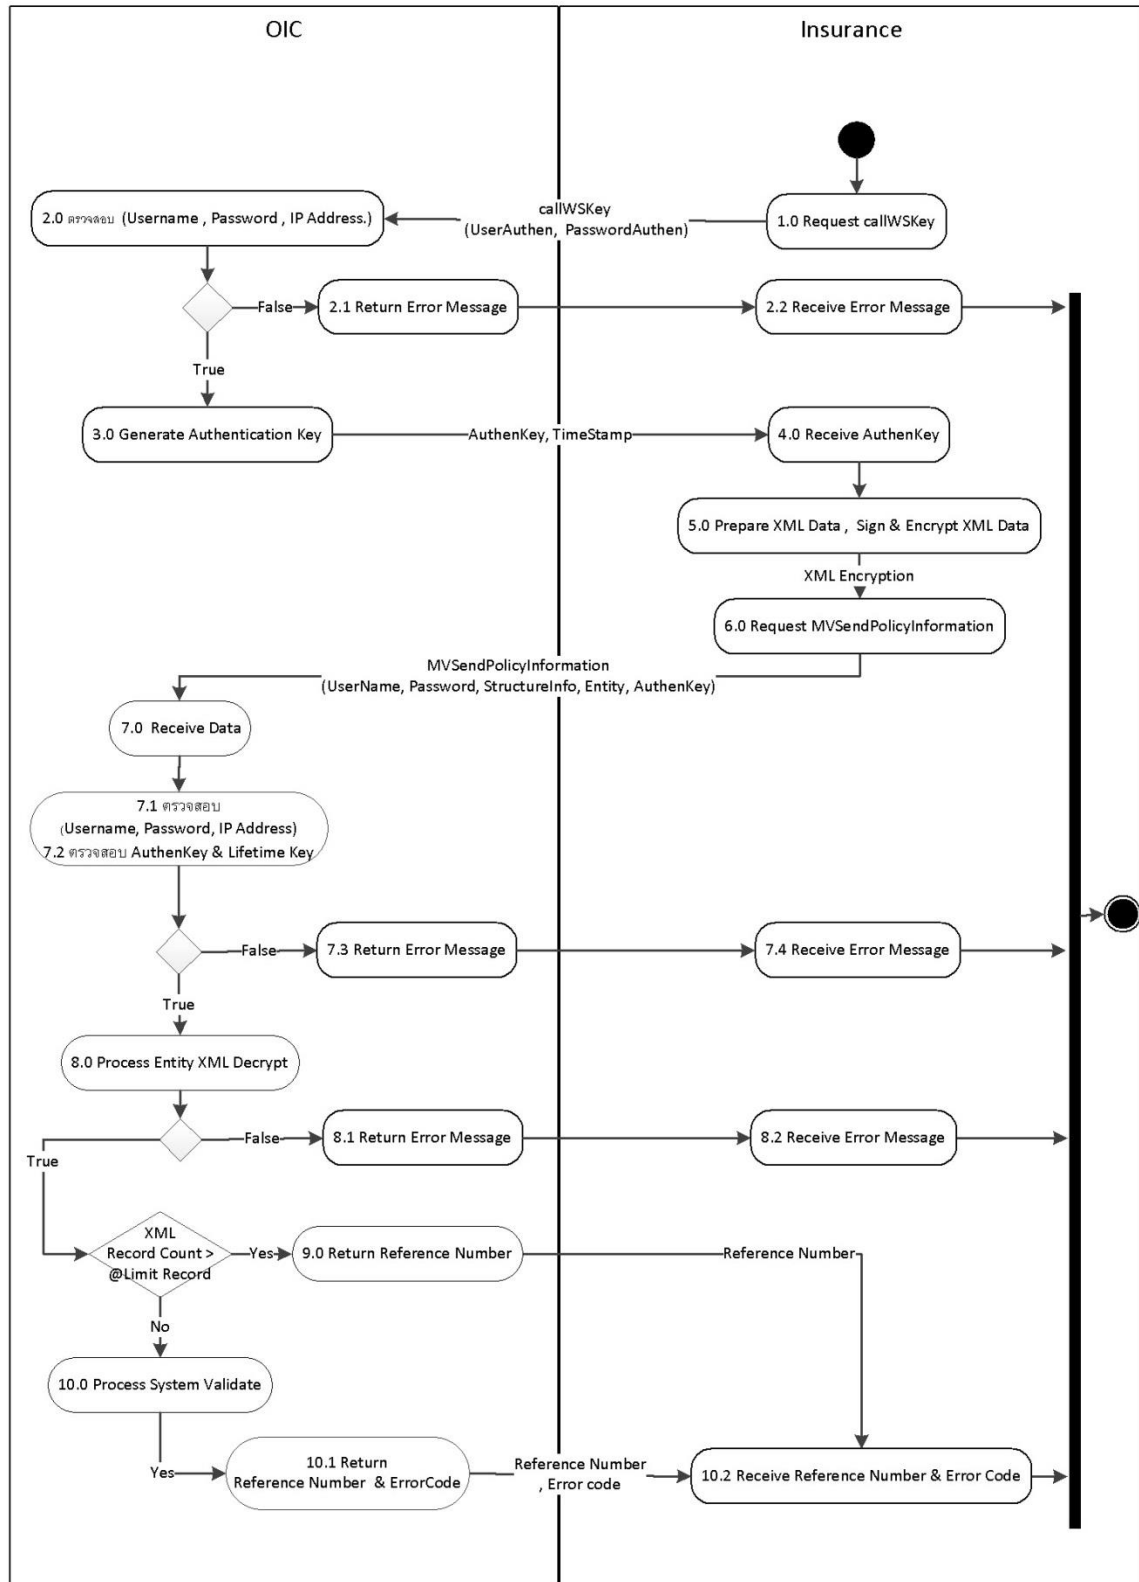 OIC
Insurance
1.0 Request callWSKey
callWSKey
(UserAuthen, PasswordAuthen)
2.0 ตรวจสอบ (Username , Password , IP Address.)
False
2.1 Return Error Message
2.2 Receive Error Message
True
3.0 Generate Authentication Key
AuthenKey, TimeStamp
4.0 Receive AuthenKey
5.0 Prepare XML Data , Sign & Encrypt XML Data
XML Encryption
6.0 Request MVSendPolicyInformation
MVSendPolicyInformation
(UserName, Password, StructureInfo, Entity, AuthenKey)
7.0 Receive Data
7.1 ตรวจสอบ
(Username, Password, IP Address)
7.2 ตรวจสอบ AuthenKey & Lifetime Key
False
7.3 Return Error Message
7.4 Receive Error Message
True
8.0 Process Entity XML Decrypt
False
8.1 Return Error Message
8.2 Receive Error Message
True
XML
Record Count >
@Limit Record
Yes
9.0 Return Reference Number
Reference Number
No
10.0 Process System Validate
Yes
10.1 Return
Reference Number & ErrorCode
Reference Number
, Error code
10.2 Receive Reference Number & Error Code